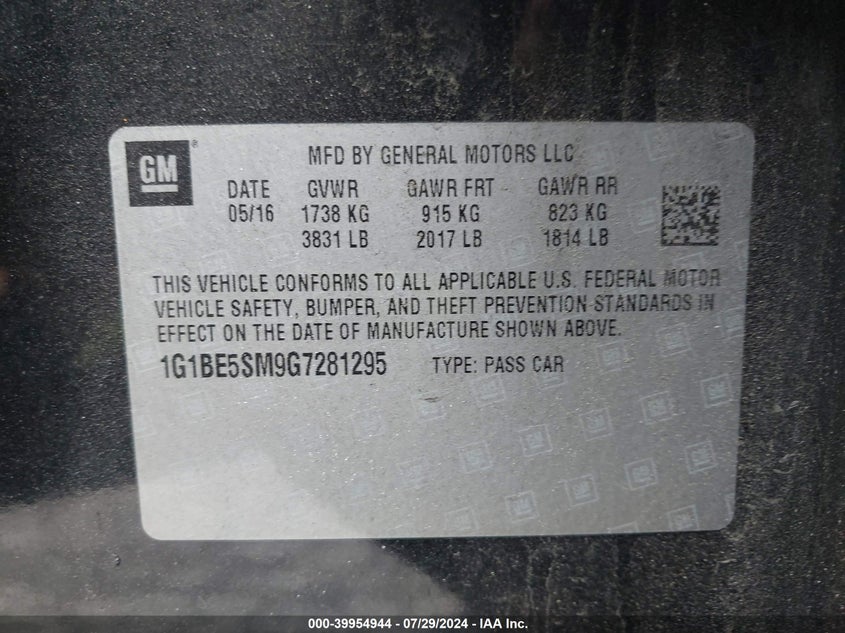 GM
MFD BY GENERAL MOTORS LLC
DATE GVWR GAWR FRT GAWR RR
05/16 1738 KG 915 KG 823 KG
3831 LB 2017 LB 1814 LB
THIS VEHICLE CONFORMS TO ALL APPLICABLE U.S. FEDERAL MOTOR
VEHICLE SAFETY, BUMPER, AND THEFT PREVENTION STANDARDS IN
EFFECT ON THE DATE OF MANUFACTURE SHOWN ABOVE.
1G1BE5SM9G7281295 TYPE: PASS CAR
000-39954944 - 07/29/2024 - IAA Inc.